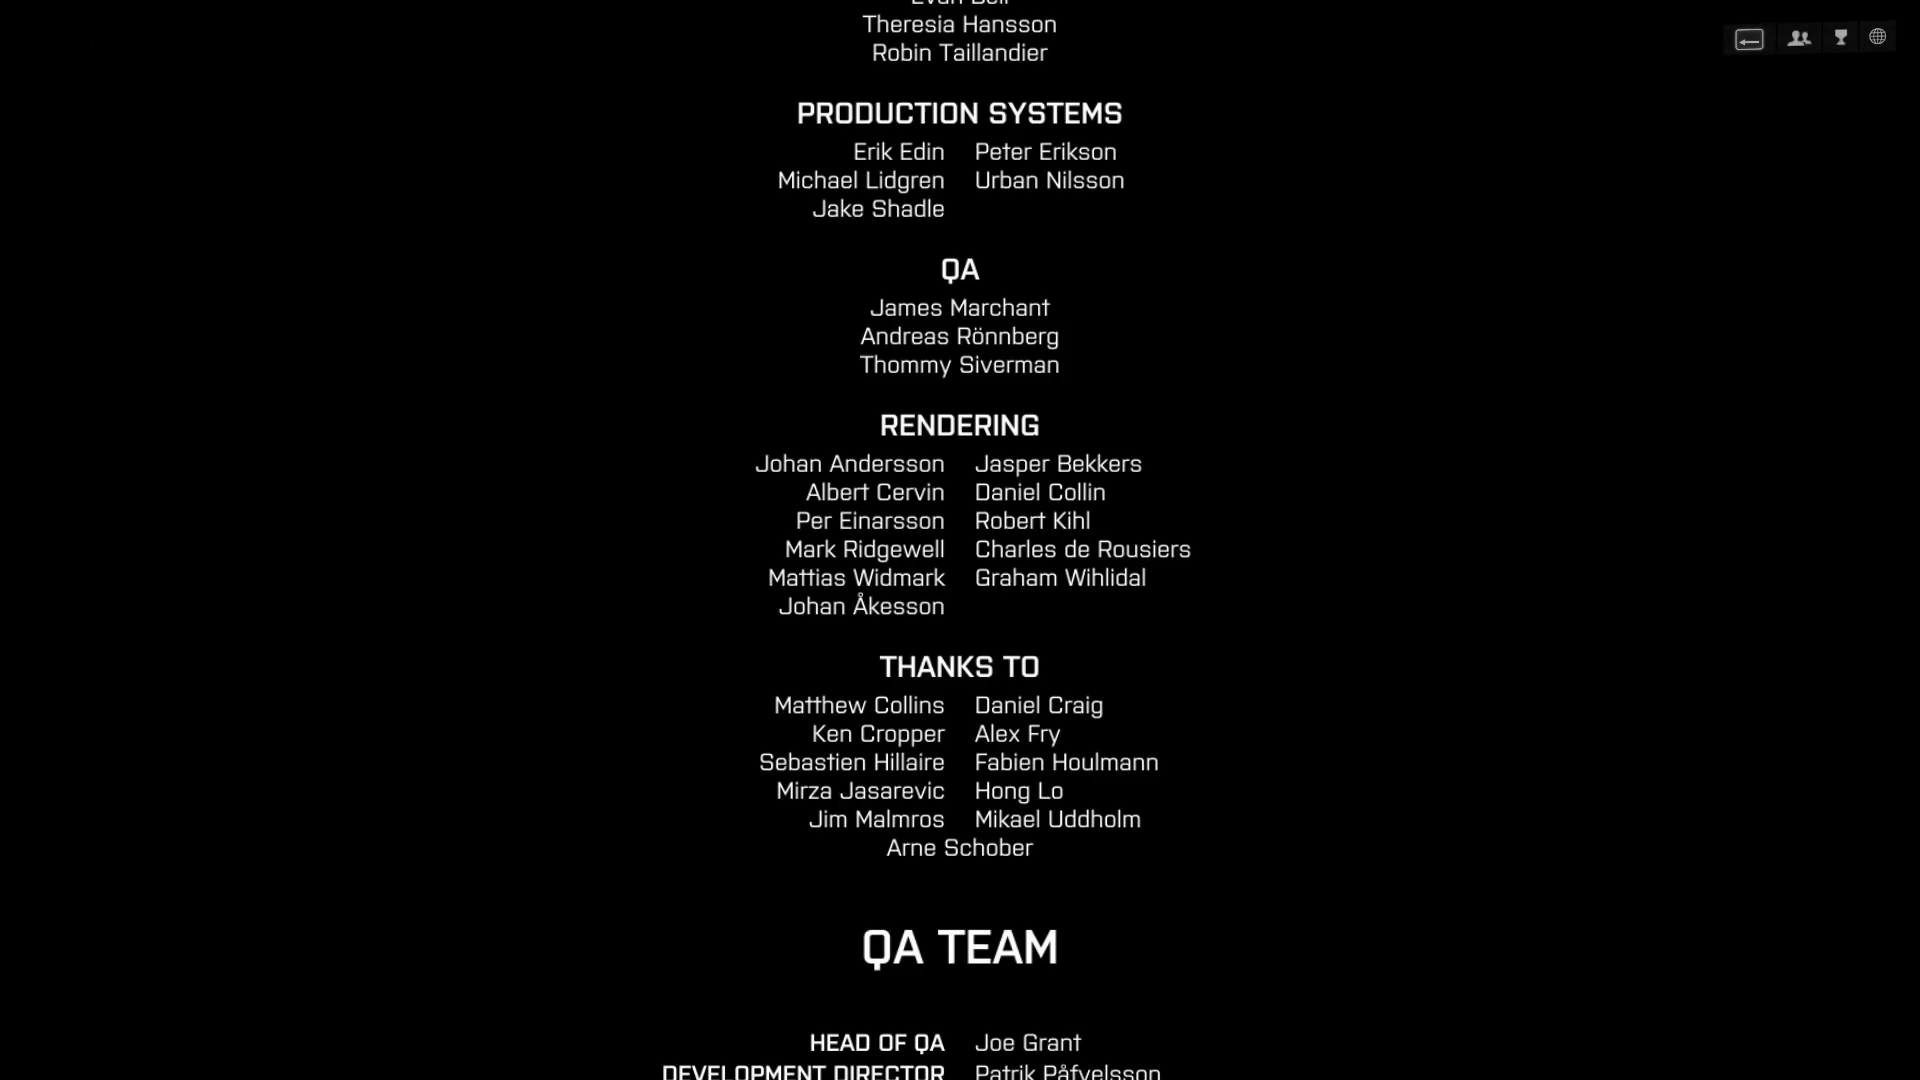 Theresia Hansson
Robin Taillandier
PRODUCTION SYSTEMS
Erik Edin Peter Erikson
Michael Lidgren Urban Nilsson
Jake Shadle
QA
James Marchant
Andreas Rönnberg
Thommy Siverman
RENDERING
Johan Andersson Jasper Bekkers
Albert Cervin Daniel Collin
Per Einarsson Robert Kihl
Mark Ridgewell Charles de Rousiers
Mattias Widmark Graham Wihlidal
Johan Åkesson
THANKS TO
Matthew Collins Daniel Craig
Ken Cropper Alex Fry
Sebastien Hillaire Fabien Houlmann
Mirza Jasarevic Hong Lo
Jim Malmros Mikael Uddholm
Arne Schober
QA TEAM
HEAD OF QA Joe Grant
DEVELOPMENT DIRECTOR Patrik Påfvelsson